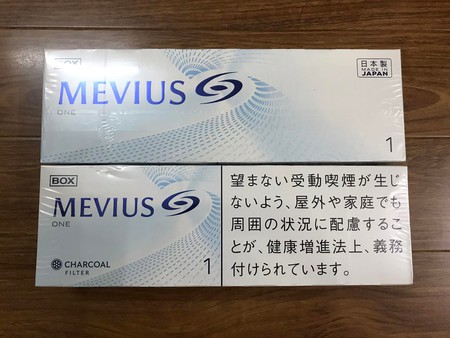 BOX
MEVIUS
ONE
日本製
MADE IN
JAPAN
1
BOX
MEVIUS
ONE
CHARCOAL
FILTER
1
望まない受動喫煙が生じ
ないよう、屋外や家庭でも
周囲の状況に配慮するこ
とが、健康増進法上、義務
付けられています。